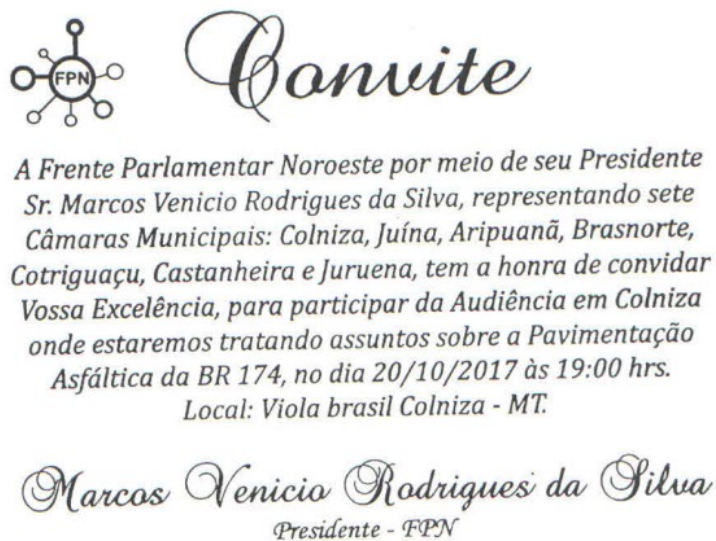 FPN
Convite
A Frente Parlamentar Noroeste por meio de seu Presidente
Sr. Marcos Venicio Rodrigues da Silva, representando sete
Câmaras Municipais: Colniza, Juína, Aripuanã, Brasnorte,
Cotriguaçu, Castanheira e Juruena, tem a honra de convidar
Vossa Excelência, para participar da Audiência em Colniza
onde estaremos tratando assuntos sobre a Pavimentação
Asfáltica da BR 174, no dia 20/10/2017 às 19:00 hrs.
Local: Viola brasil Colniza - MT.
Marcos Venicio Rodrigues da Silva
Presidente - FPN